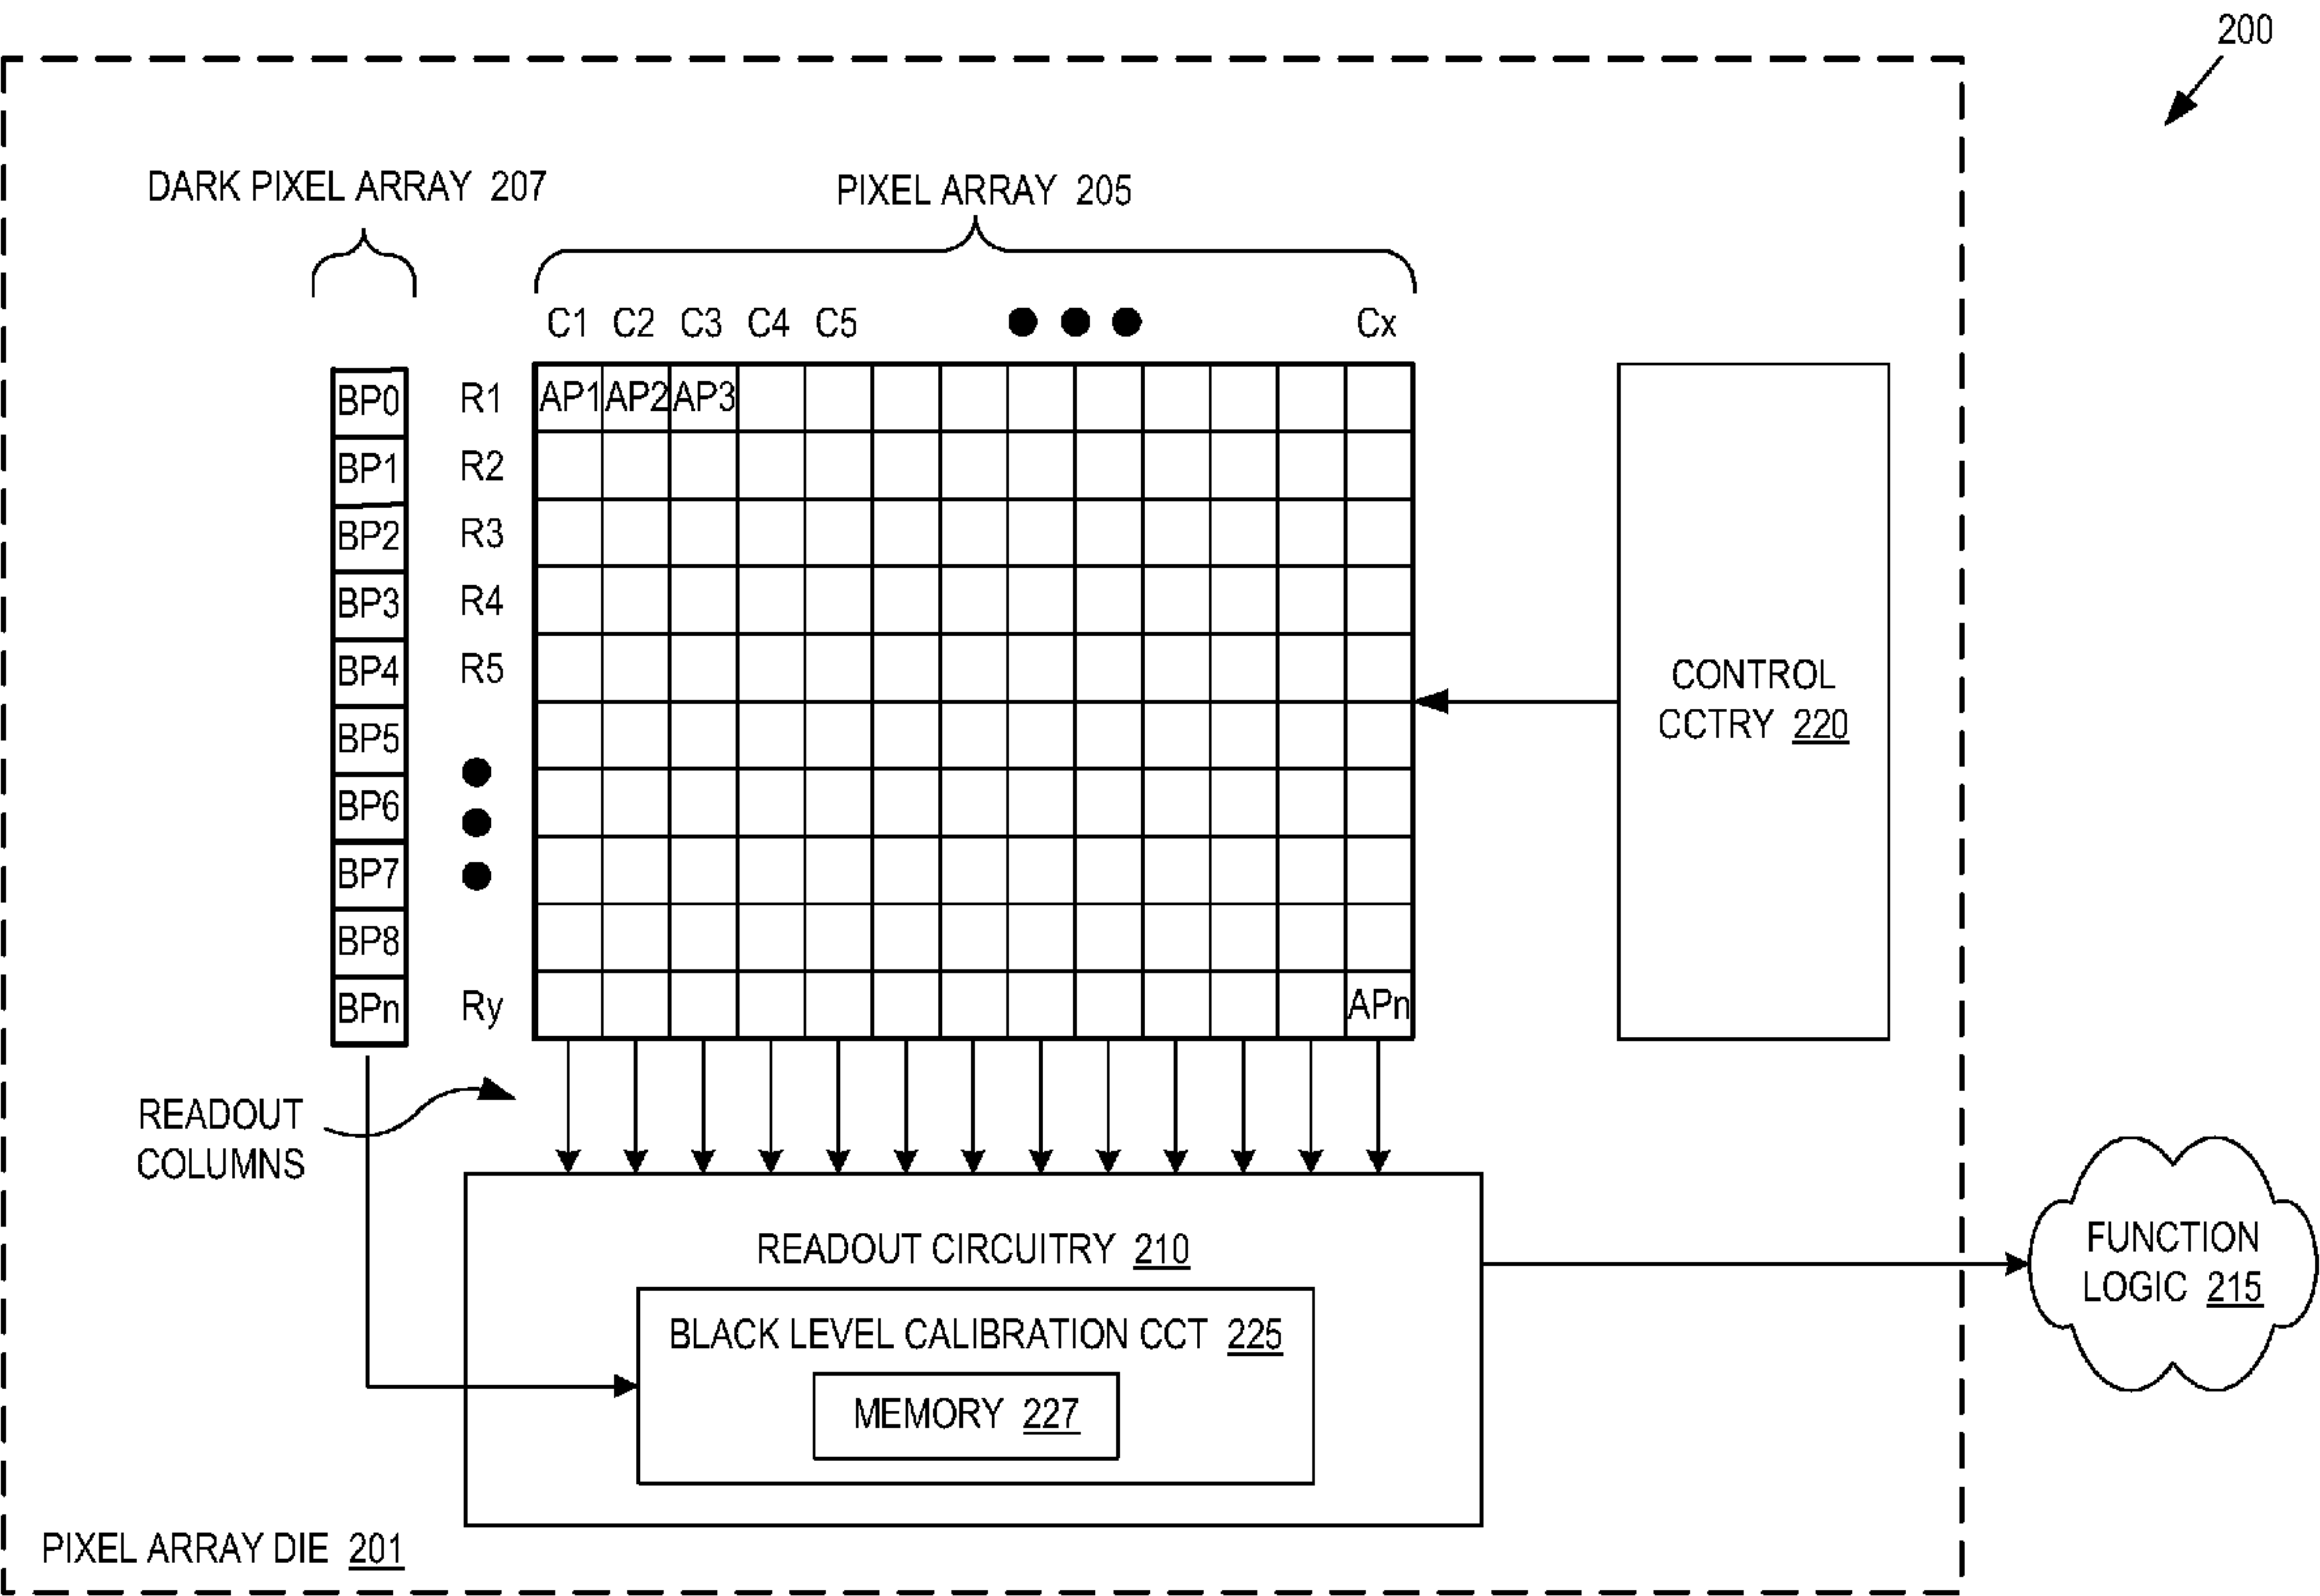 200
DARK PIXEL ARRAY 207
PIXEL ARRAY 205
C1 C2 C3 C4 C5 Cx
BP0 R1 AP1 AP2 AP3
BP1 R2
BP2 R3
BP3 R4
BP4 R5
BP5
BP6
BP7
BP8
BPn Ry APn
CONTROL
CCTRY 220
READOUT
COLUMNS
READOUT CIRCUITRY 210
BLACK LEVEL CALIBRATION CCT 225
MEMORY 227
FUNCTION
LOGIC 215
PIXEL ARRAY DIE 201